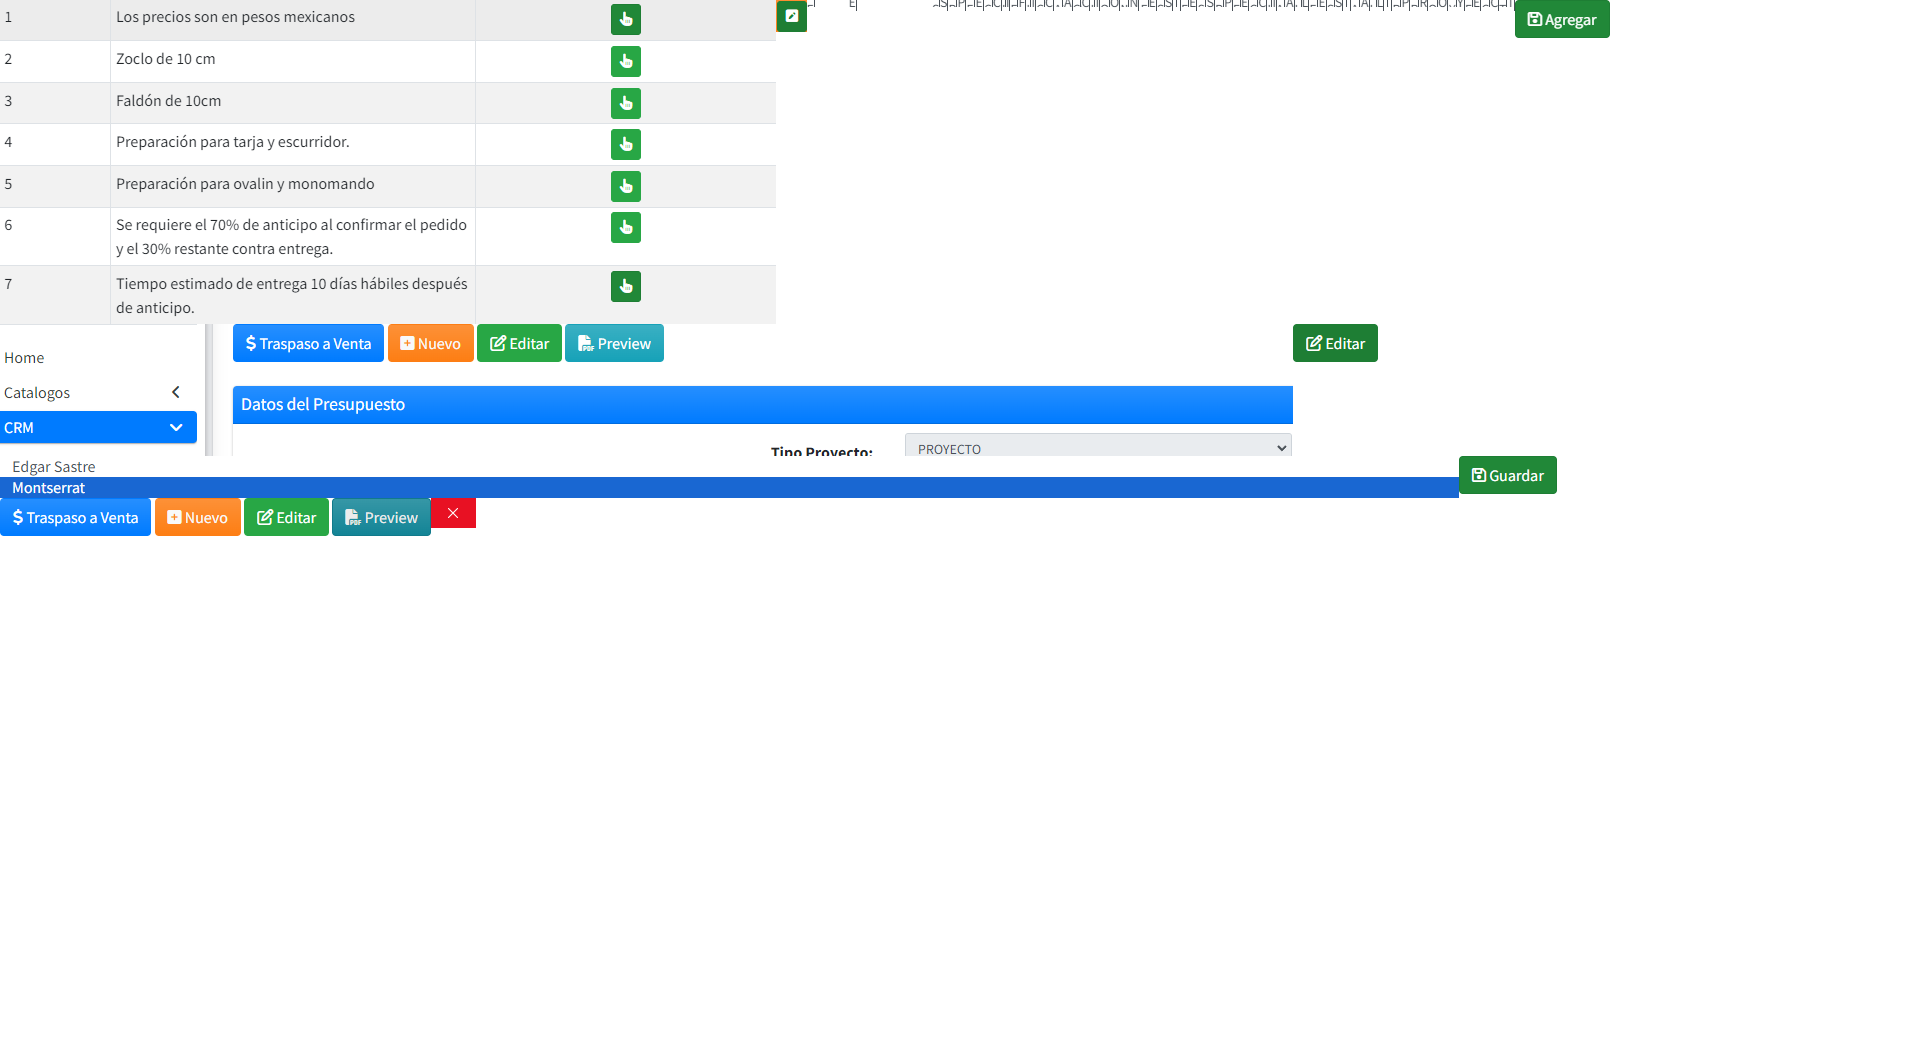 1 Los precios son en pesos mexicanos
Agregar
2 Zoclo de 10 cm
3 Faldón de 10cm
4 Preparación para tarja y escurridor.
5 Preparación para ovalin y monomando
6 Se requiere el 70% de anticipo al confirmar el pedido
y el 30% restante contra entrega.
7 Tiempo estimado de entrega 10 días hábiles después
de anticipo.
Traspaso a Venta Nuevo Editar Preview Editar
Home
Catalogos
Datos del Presupuesto
CRM
Tipo Proyecto: PROYECTO
Edgar Sastre
Guardar
Montserrat
Traspaso a Venta Nuevo Editar Preview